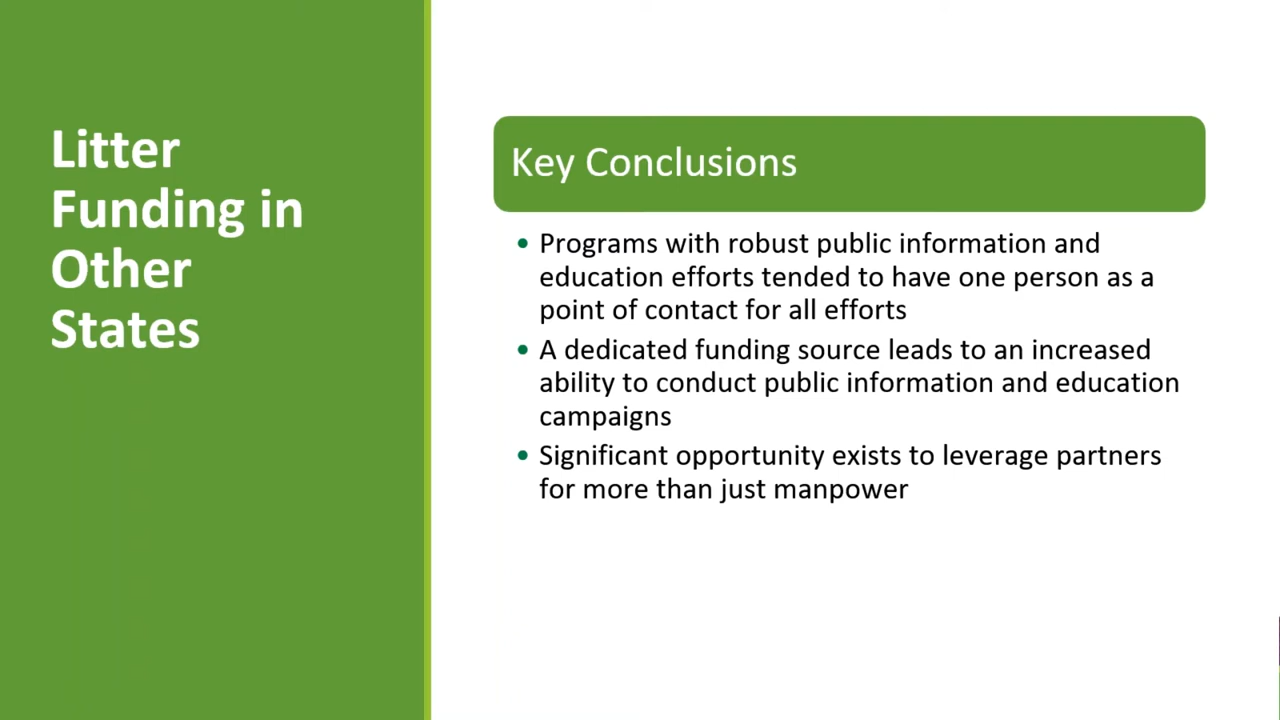 Litter
Funding in
Other
States
Key Conclusions
• Programs with robust public information and
education efforts tended to have one person as a
point of contact for all efforts
• A dedicated funding source leads to an increased
ability to conduct public information and education
campaigns
• Significant opportunity exists to leverage partners
for more than just manpower